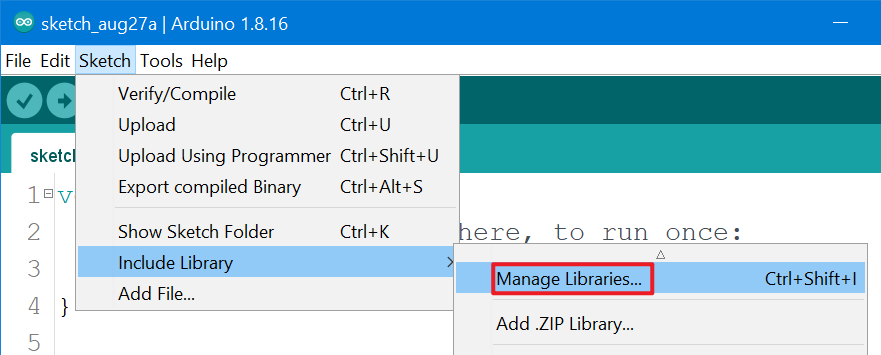 sketch_aug27a | Arduino 1.8.16
File Edit Sketch Tools Help
Verify/Compile Ctrl+R
Upload Ctrl+U
Upload Using Programmer Ctrl+Shift+U
sketch
Export compiled Binary Ctrl+Alt+S
1 v
Show Sketch Folder Ctrl+K
2 here, to run once:
Include Library
3
Manage Libraries... Ctrl+Shift+I
Add File...
4 }
Add .ZIP Library...
5